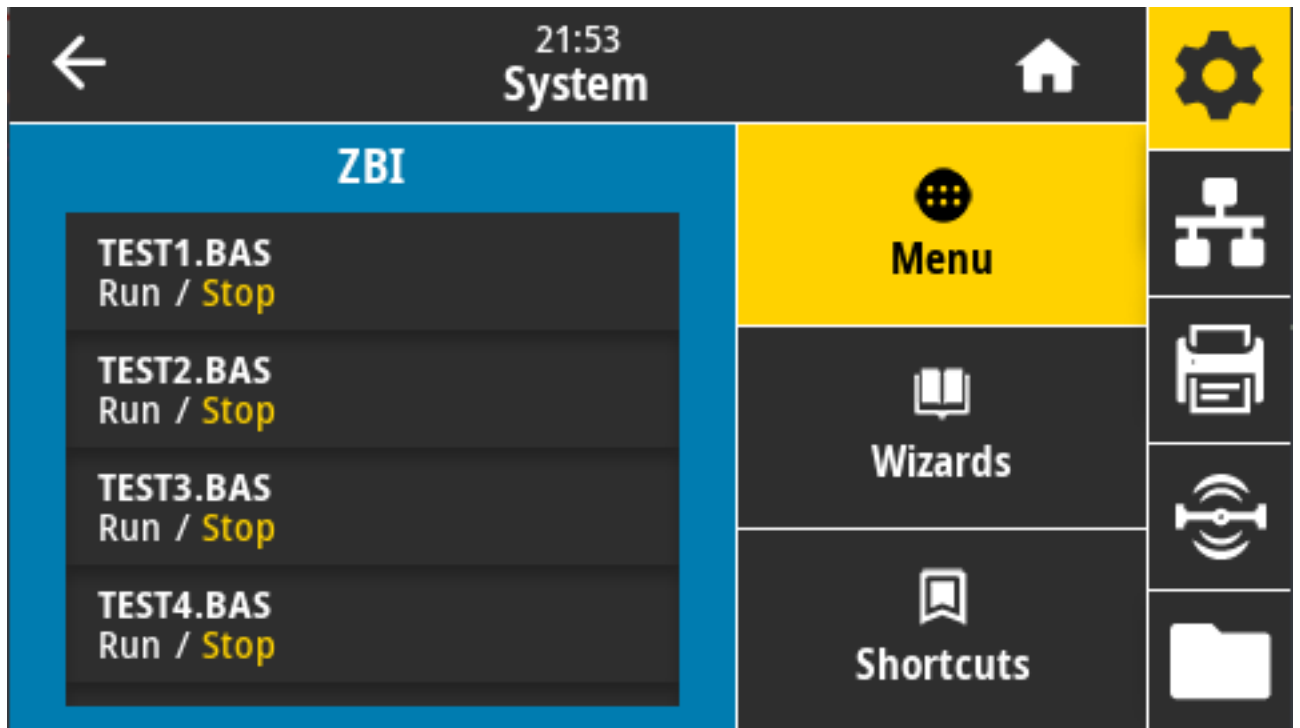 21:53
System
ZBI
TEST1.BAS
Run / Stop
TEST2.BAS
Run / Stop
TEST3.BAS
Run / Stop
TEST4.BAS
Run / Stop
Menu
Wizards
Shortcuts